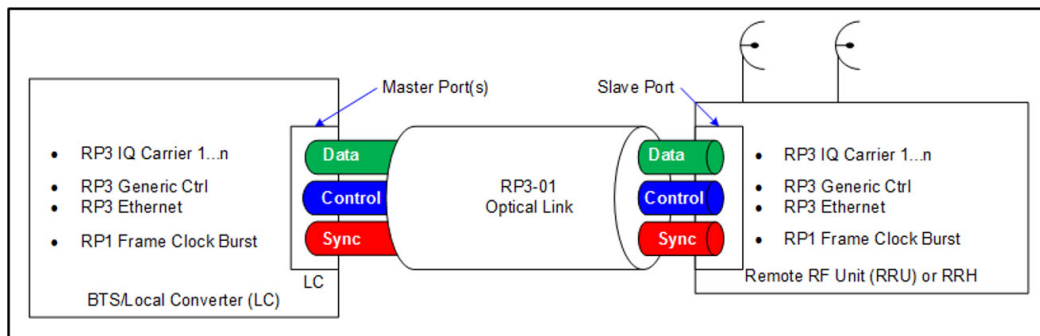 Master Port(s)
Slave Port
• RP3 IQ Carrier 1...n
• RP3 Generic Ctrl
• RP3 Ethernet
• RP1 Frame Clock Burst
Data
Control
Sync
LC
BTS/Local Converter (LC)
RP3-01
Optical Link
Data
Control
Sync
• RP3 IQ Carrier 1...n
• RP3 Generic Ctrl
• RP3 Ethernet
• RP1 Frame Clock Burst
Remote RF Unit (RRU) or RRH